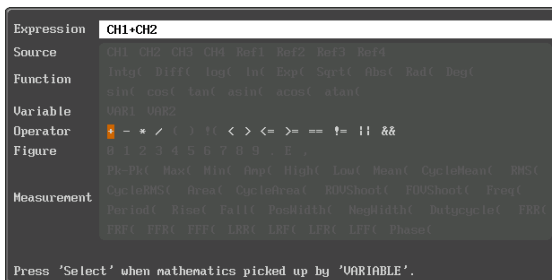 Expression CH1+CH2
Source CH1 CH2 CH3 CH4 Ref1 Ref2 Ref3 Ref4
Function Intg( Diff( log( ln( Exp( Sqrt( Abs( Rad( Deg(
sin( cos( tan( asin( acos( atan(
Variable VAR1 VAR2
Operator + - * / ( ) !( < > <= >= == != || &&
Figure 0 1 2 3 4 5 6 7 8 9 . E ,
Pk-Pk( Max( Min( Amp( High( Low( Mean( CycleMean( RMS(
Measurement CycleRMS( Area( CycleArea( ROVShoot( FOVShoot( Freq(
Period( Rise( Fall( PosWidth( NegWidth( Dutycycle( FRR(
FRF( FFR( FFF( LRR( LRF( LFR( LFF( Phase(
Press 'Select' when mathematics picked up by 'VARIABLE'.